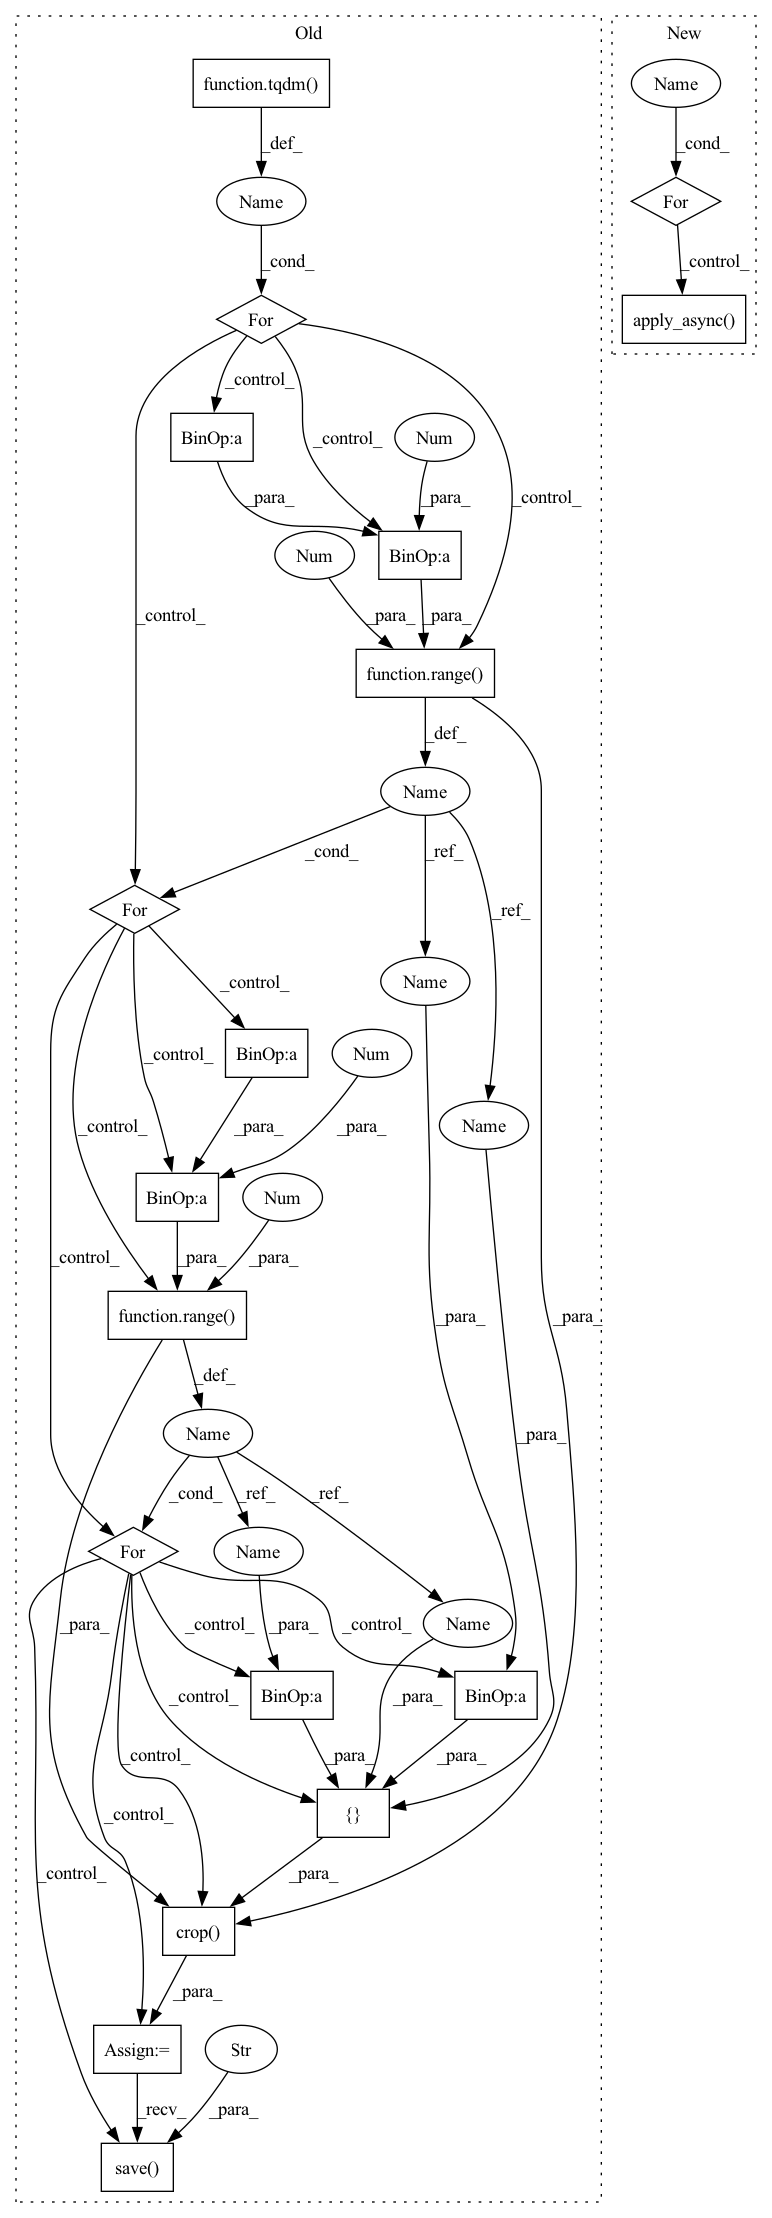 Old
New
function.tqdm()
Name
_def_
_cond_
Name
For
_cond_
_control_
For
apply_async()
_control_
_control_
_control_
BinOp:a
Num
_para_
_para_
Num
BinOp:a
_control_
_para_
_para_
function.range()
_def_
Name
_cond_
_ref_
For
_ref_
_control_
Name
_control_
BinOp:a
Num
_control_
Name
_para_
_para_
BinOp:a
Num
_control_
_para_
_para_
function.range()
_para_
_para_
_def_
Name
_para_
_cond_
_ref_
_ref_
For
Name
_para_
_control_
_para_
_control_
Name
_control_
BinOp:a
BinOp:a
_para_
_control_
_para_
_para_
{}
_control_
_control_
_para_
crop()
_para_
Assign:=
Str
_recv_
_para_
save()